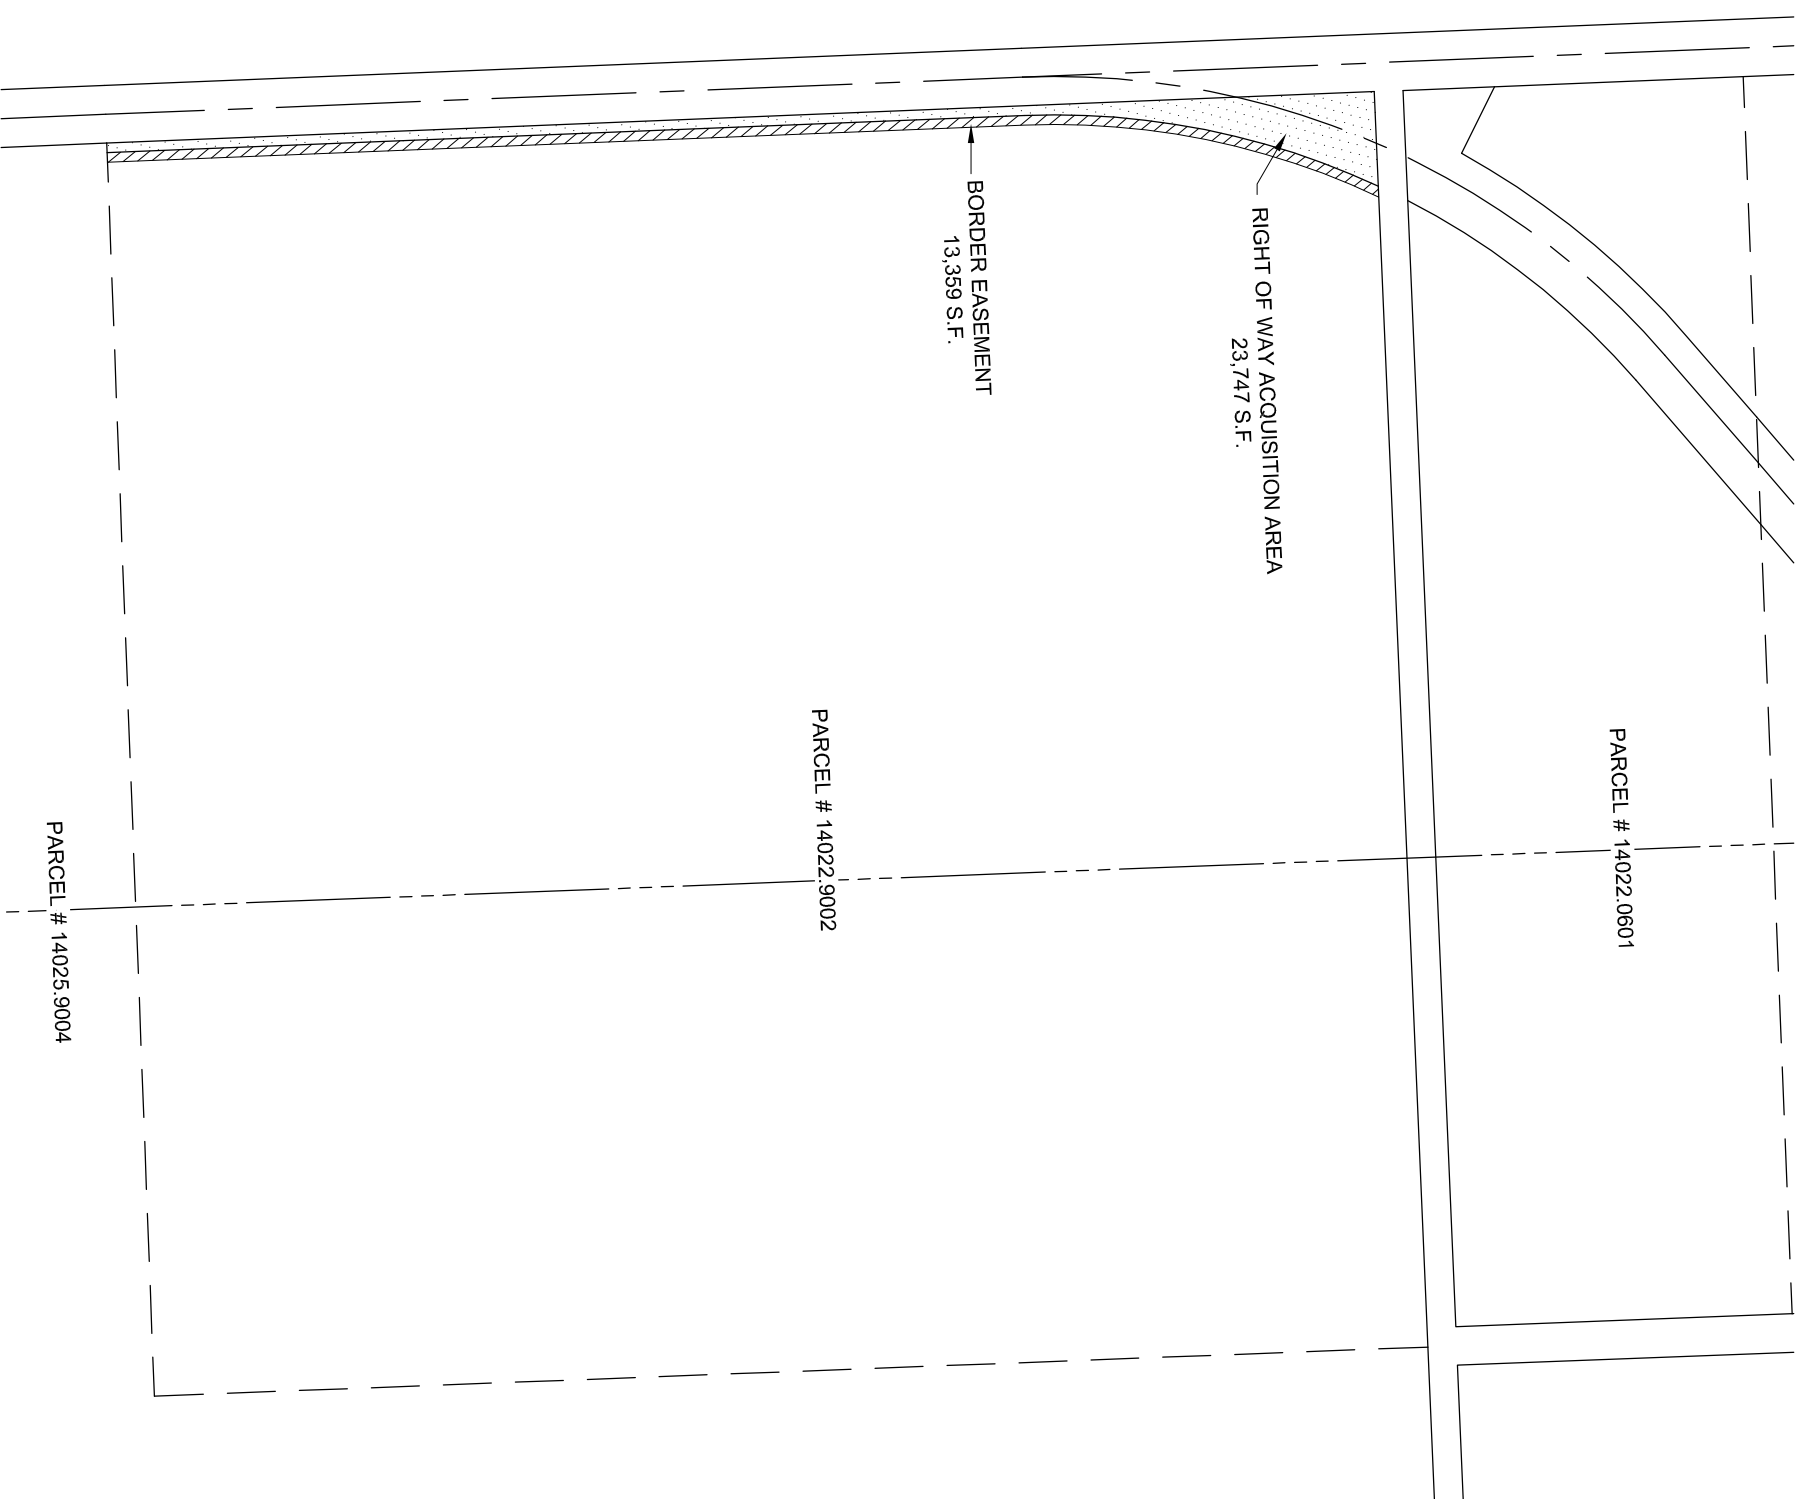 RIGHT OF WAY ACQUISITION AREA
23,747 S.F.
BORDER EASEMENT
13,359 S.F.
PARCEL # 14022.0601
PARCEL # 14022.9002
PARCEL # 14025.9004